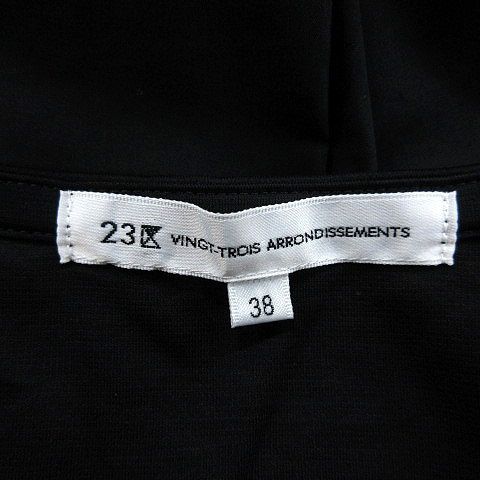 23区 VINGT-TROIS ARRONDISSEMENTS
38